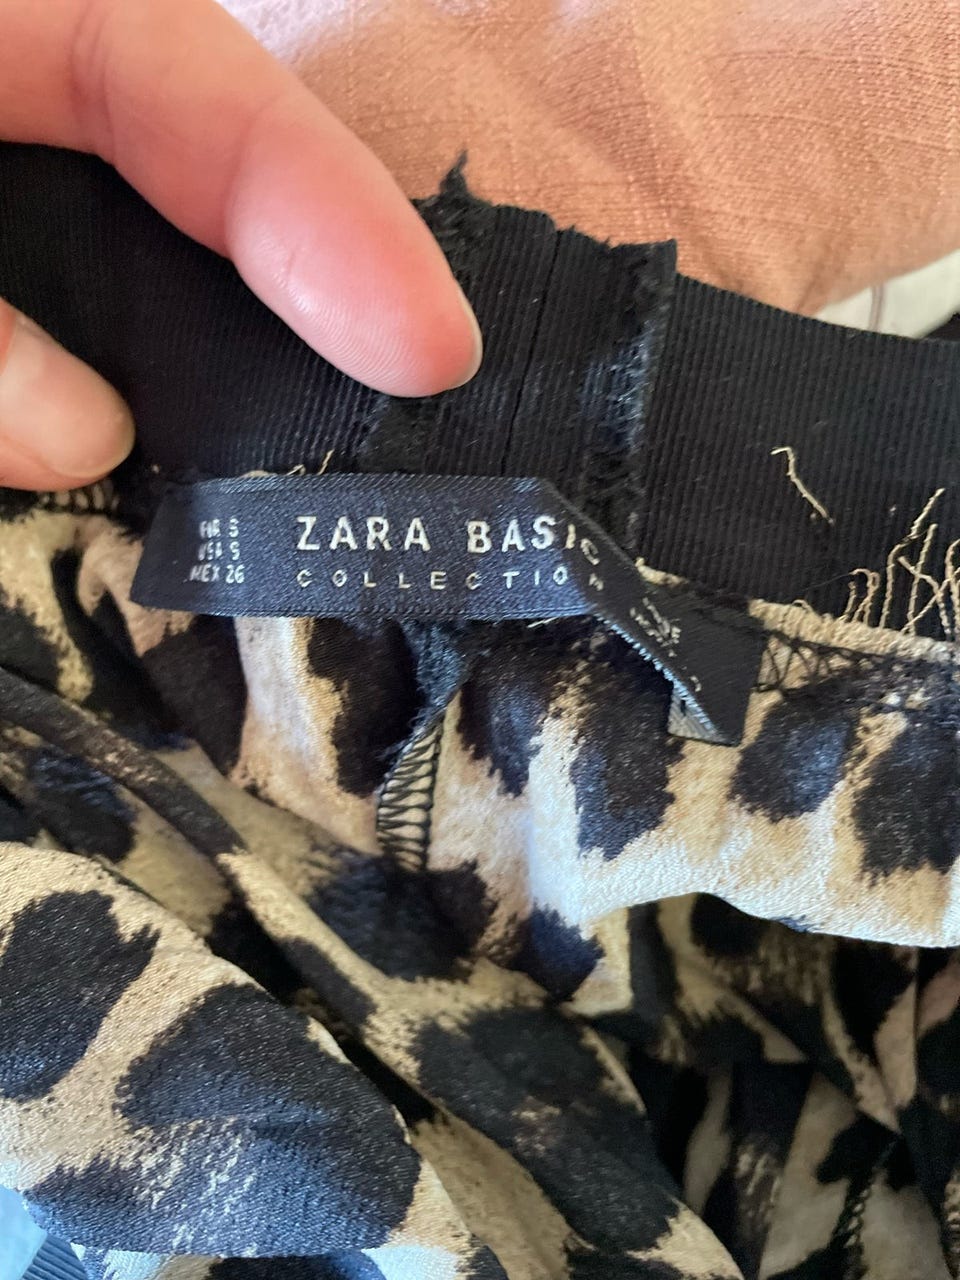 EUR S
USA S
MEX 26
ZARA BASIC
COLLECTION